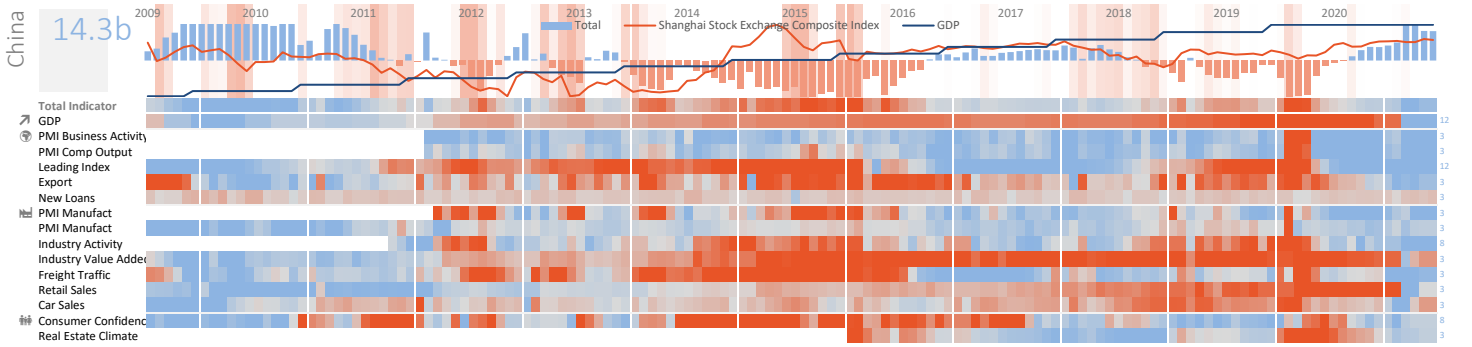 China
14.3b
2009 2010 2011 2012 2013 2014 2015 2016 2017 2018 2019 2020
Total Shanghai Stock Exchange Composite Index GDP
Total Indicator
GDP 12
PMI Business Activity 3
PMI Comp Output 3
Leading Index 12
Export 3
New Loans 3
PMI Manufact 3
PMI Manufact 3
Industry Activity 8
Industry Value Added 3
Freight Traffic 3
Retail Sales 3
Car Sales 3
Consumer Confidenc 8
Real Estate Climate 3